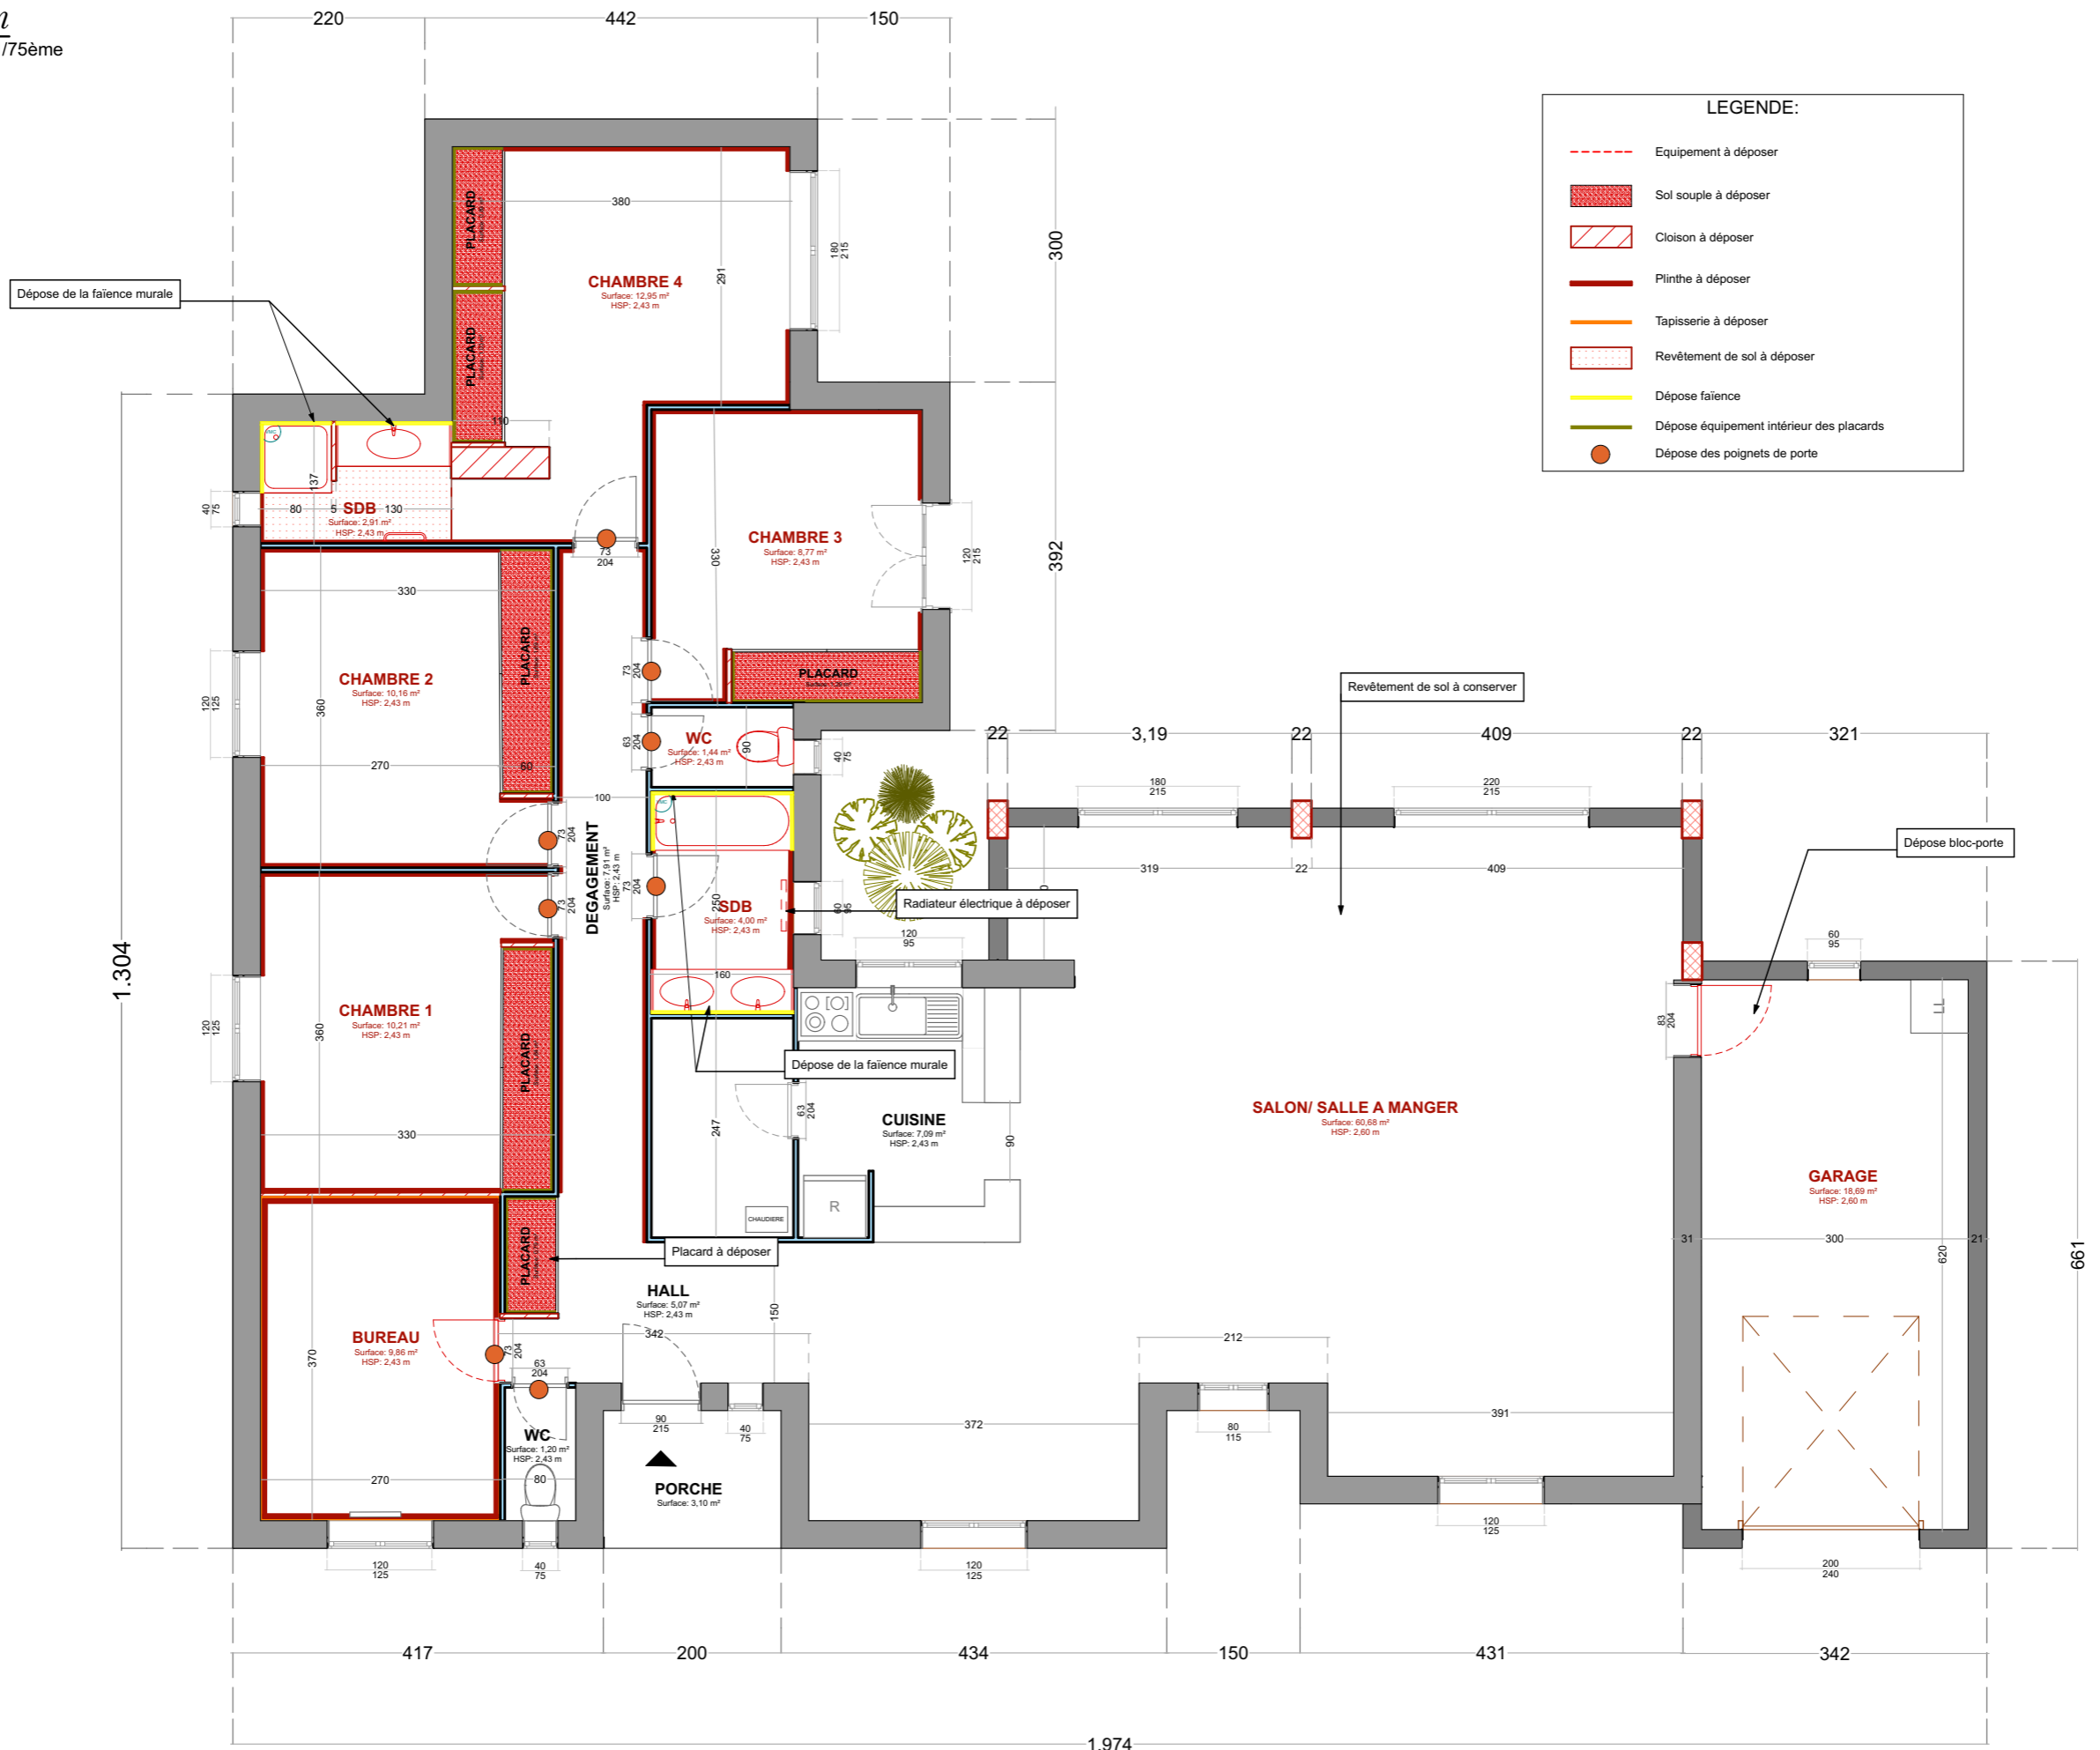 /75ème
220
442
150
LEGENDE:
Equipement à déposer
Sol souple à déposer
Cloison à déposer
Plinthe à déposer
Tapisserie à déposer
Revêtement de sol à déposer
Dépose faïence
Dépose équipement intérieur des placards
Dépose des poignets de porte
300
392
380
291
180
215
PLACARD
PLACARD
CHAMBRE 4
Surface: 12,95 m²
HSP: 2,43 m
Dépose de la faïence murale
110
137
80
5
130
SDB
Surface: 2,91 m²
HSP: 2,43 m
40
75
73
204
CHAMBRE 3
Surface: 8,77 m²
HSP: 2,43 m
330
120
215
PLACARD
73
204
330
CHAMBRE 2
Surface: 10,16 m²
HSP: 2,43 m
PLACARD
360
270
60
120
125
63
204
WC
Surface: 1,44 m²
HSP: 2,43 m
90
40
75
Revêtement de sol à conserver
22
3,19
22
409
22
321
180
215
220
215
319
22
409
100
73
204
73
204
DEGAGEMENT
Surface: 7,91 m²
HSP: 2,43 m
73
204
250
SDB
Surface: 4,00 m²
HSP: 2,43 m
160
60
95
Radiateur électrique à déposer
120
95
Dépose bloc-porte
60
95
83
204
LL
1.304
CHAMBRE 1
Surface: 10,21 m²
HSP: 2,43 m
360
330
120
125
PLACARD
Dépose de la faïence murale
247
63
204
CUISINE
Surface: 7,09 m²
HSP: 2,43 m
90
R
CHAUDIERE
SALON/ SALLE A MANGER
Surface: 60,68 m²
HSP: 2,60 m
GARAGE
Surface: 18,69 m²
HSP: 2,60 m
31
300
21
620
661
PLACARD
Placard à déposer
HALL
Surface: 5,07 m²
HSP: 2,43 m
342
150
BUREAU
Surface: 9,86 m²
HSP: 2,43 m
370
270
73
204
63
204
WC
Surface: 1,20 m²
HSP: 2,43 m
80
90
215
40
75
PORCHE
Surface: 3,10 m²
372
212
80
115
391
120
125
40
75
120
125
120
125
200
240
417
200
434
150
431
342
1.974